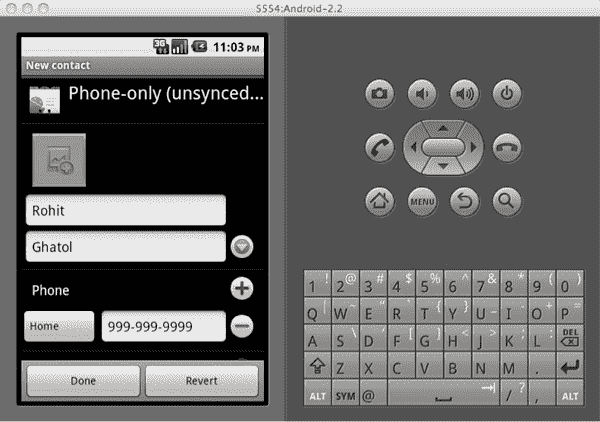 5554:Android-2.2
3G 11:03 PM
New contact
Phone-only (unsynced...
Rohit
Ghatol
Phone
Home 999-999-9999
Done Revert
MENU
1 ! 2 @ 3 # 4 $ 5 % 6 ^ 7 & 8 * 9 ( 0 )
Q W ~ E “ R T { Y } U _ I - O + P =
A S \ D F [ G ] H < J > K ; L : DEL
Z X C V B N M .
ALT SYM @ / ? , ALT